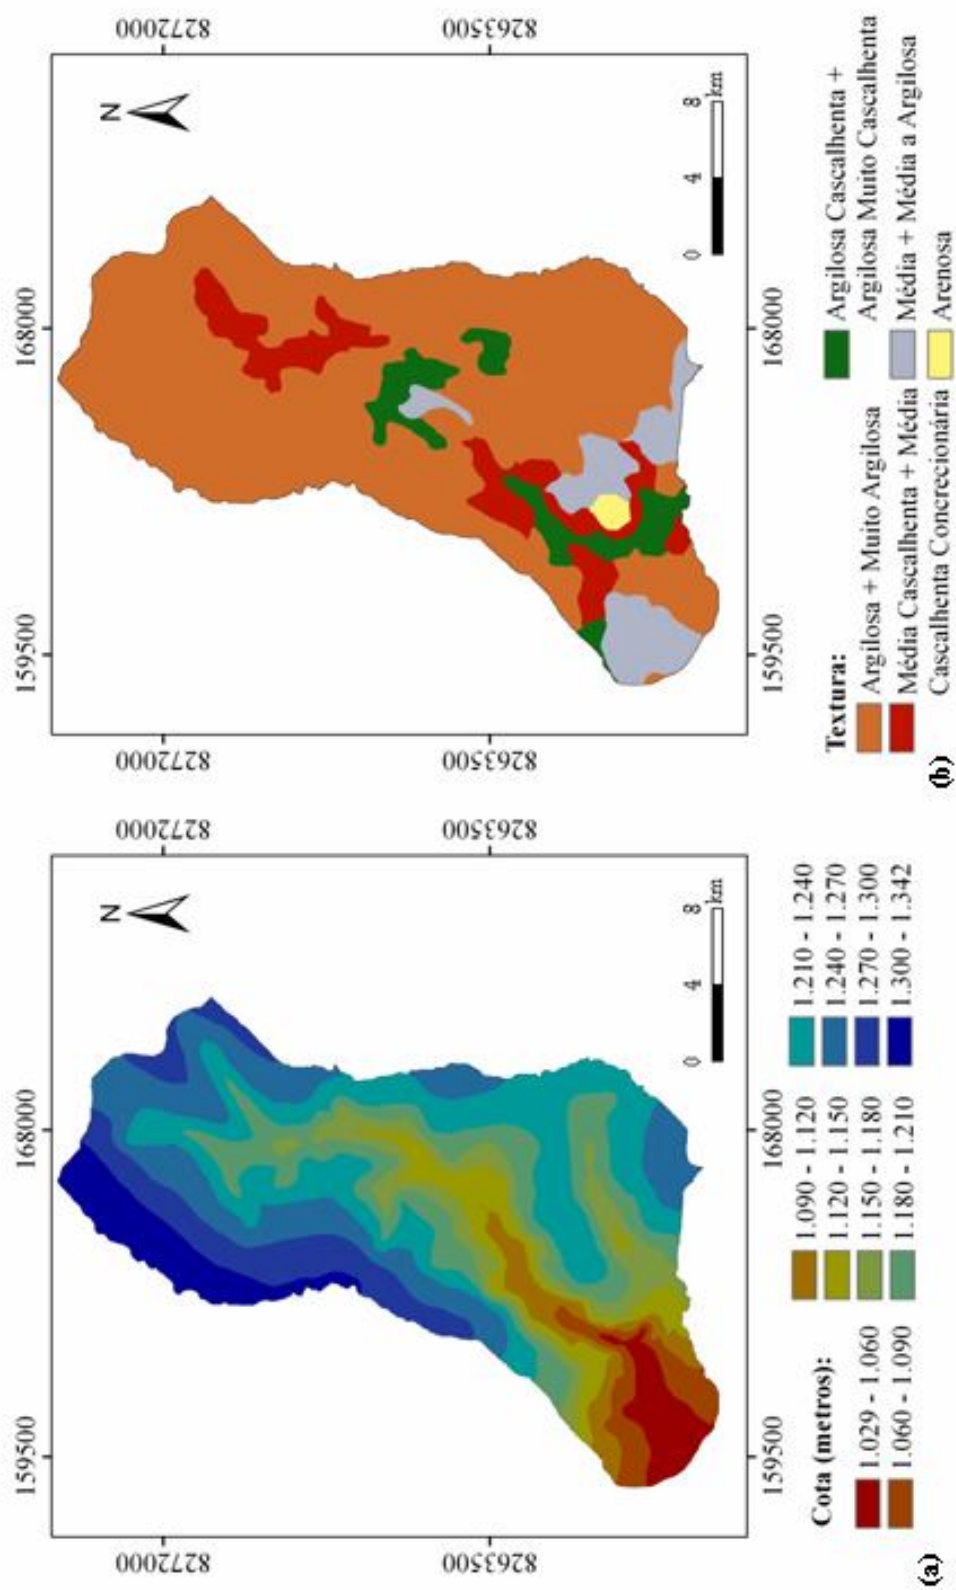 159500
168000
8272000
8272000
N
8263500
8263500
0
4
8
km
159500
168000
Cota (metros):
1.029 - 1.060
1.060 - 1.090
1.090 - 1.120
1.120 - 1.150
1.150 - 1.180
1.180 - 1.210
1.210 - 1.240
1.240 - 1.270
1.270 - 1.300
1.300 - 1.342
(a)
159500
168000
8272000
8272000
N
8263500
8263500
0
4
8
km
159500
168000
Textura:
Argilosa + Muito Argilosa
Média Cascalhenta + Média
Cascalhenta Concrecionária
Argilosa Cascalhenta +
Argilosa Muito Cascalhenta
Média + Média a Argilosa
Arenosa
(b)